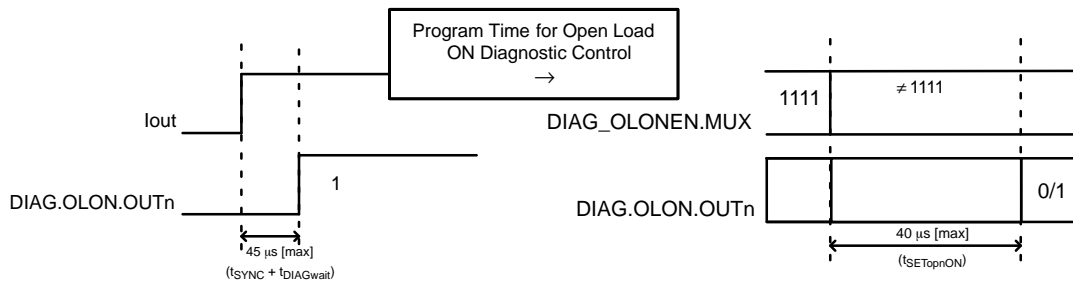 Program Time for Open Load
ON Diagnostic Control
→
Iout
1
DIAG.OLON.OUTn
45 μs [max]
(tSYNC + tDIAGwait)
1111
≠ 1111
DIAG_OLONEN.MUX
DIAG.OLON.OUTn
0/1
40 μs [max]
(tSETopnON)